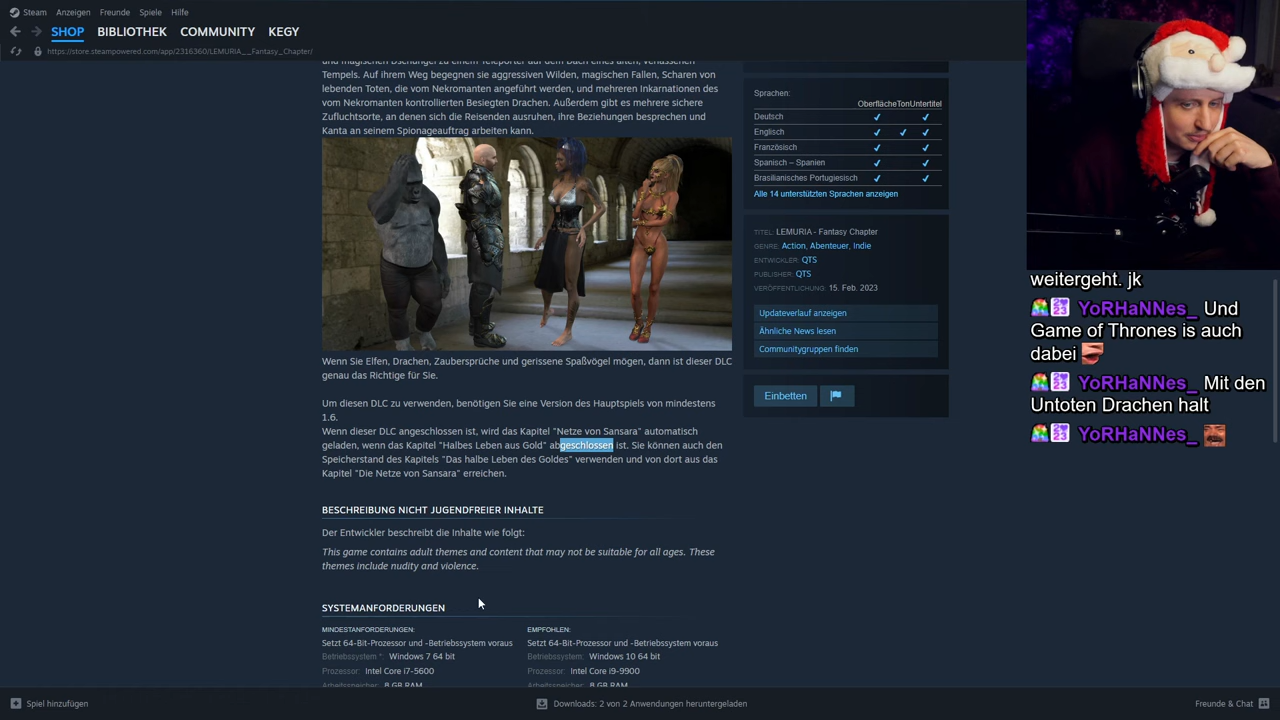 Steam Anzeigen Freunde Spiele Hilfe
SHOP BIBLIOTHEK COMMUNITY KEGY
https://store.steampowered.com/app/2316360/LEMURIA__Fantasy_Chapter/
und magischen Dschungel zu einem Teleporter auf dem Dach eines alten, verlassenen
Tempels. Auf ihrem Weg begegnen sie aggressiven Wilden, magischen Fallen, Scharen von
lebenden Toten, die vom Nekromanten angeführt werden, und mehreren Inkarnationen des
vom Nekromanten kontrollierten Besiegten Drachen. Außerdem gibt es mehrere sichere
Zufluchtsorte, an denen sich die Reisenden ausruhen, ihre Beziehungen besprechen und
Kanta an seinem Spionageauftrag arbeiten kann.
Wenn Sie Elfen, Drachen, Zaubersprüche und gerissene Spaßvögel mögen, dann ist dieser DLC
genau das Richtige für Sie.
Um diesen DLC zu verwenden, benötigen Sie eine Version des Hauptspiels von mindestens
1.6.
Wenn dieser DLC angeschlossen ist, wird das Kapitel "Netze von Sansara" automatisch
geladen, wenn das Kapitel "Halbes Leben aus Gold" abgeschlossen ist. Sie können auch den
Speicherstand des Kapitels "Das halbe Leben des Goldes" verwenden und von dort aus das
Kapitel "Die Netze von Sansara" erreichen.
BESCHREIBUNG NICHT JUGENDFREIER INHALTE
Der Entwickler beschreibt die Inhalte wie folgt:
This game contains adult themes and content that may not be suitable for all ages. These
themes include nudity and violence.
SYSTEMANFORDERUNGEN
MINDESTANFORDERUNGEN:
Setzt 64-Bit-Prozessor und -Betriebssystem voraus
Betriebssystem *: Windows 7 64 bit
Prozessor: Intel Core i7-5600
Arbeitsspeicher: 8 GB RAM
EMPFOHLEN:
Setzt 64-Bit-Prozessor und -Betriebssystem voraus
Betriebssystem: Windows 10 64 bit
Prozessor: Intel Core i9-9900
Arbeitsspeicher: 8 GB RAM
Sprachen:
Oberfläche Ton Untertitel
Deutsch ✔ ✔
Englisch ✔ ✔ ✔
Französisch ✔ ✔
Spanisch – Spanien ✔ ✔
Brasilianisches Portugiesisch ✔ ✔
Alle 14 unterstützten Sprachen anzeigen
TITEL: LEMURIA - Fantasy Chapter
GENRE: Action, Abenteuer, Indie
ENTWICKLER: QTS
PUBLISHER: QTS
VERÖFFENTLICHUNG: 15. Feb. 2023
Updateverlauf anzeigen
Ähnliche News lesen
Communitygruppen finden
Einbetten
weitergeht. jk
YoRHaNNes_ Und
Game of Thrones is auch
dabei
YoRHaNNes_ Mit den
Untoten Drachen halt
YoRHaNNes_
Spiel hinzufügen
Downloads: 2 von 2 Anwendungen heruntergeladen
Freunde & Chat